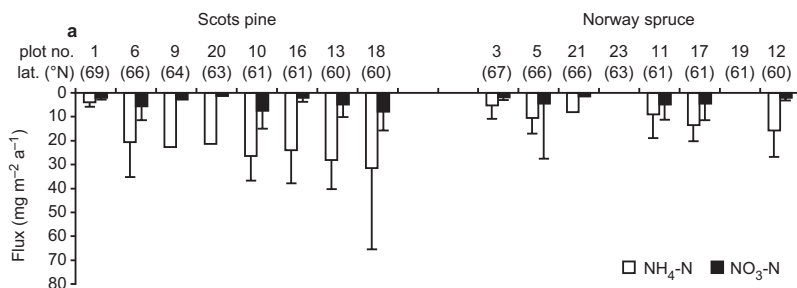 Scots pine Norway spruce
a
plot no. 1 6 9 20 10 16 13 18 3 5 21 23 11 17 19 12
lat. (°N) (69) (66) (64) (63) (61) (61) (60) (60) (67) (66) (66) (63) (61) (61) (61) (60)
0
10
20
30
40
50
60
70
80
Flux (mg m⁻² a⁻¹)
NH₄-N NO₃-N